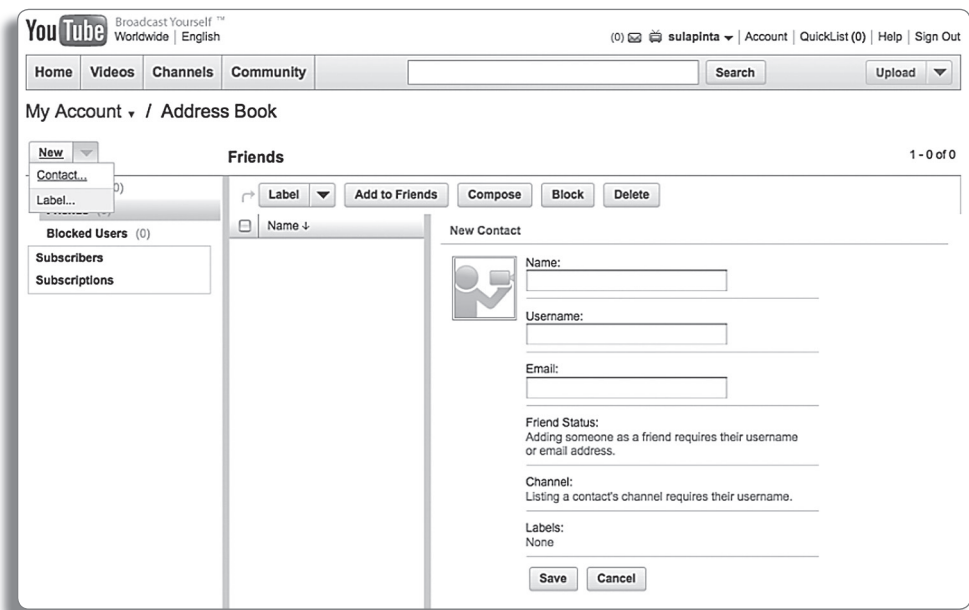 YouTube Broadcast Yourself ™
Worldwide | English
(0) sulapinta | Account | QuickList (0) | Help | Sign Out
Home Videos Channels Community Search Upload
My Account / Address Book
New
Friends
1 - 0 of 0
Contact...
0)
Label...
Label Add to Friends Compose Block Delete
Blocked Users (0)
Subscribers
Subscriptions
Name ↓
New Contact
Name:
Username:
Email:
Friend Status:
Adding someone as a friend requires their username
or email address.
Channel:
Listing a contact's channel requires their username.
Labels:
None
Save Cancel